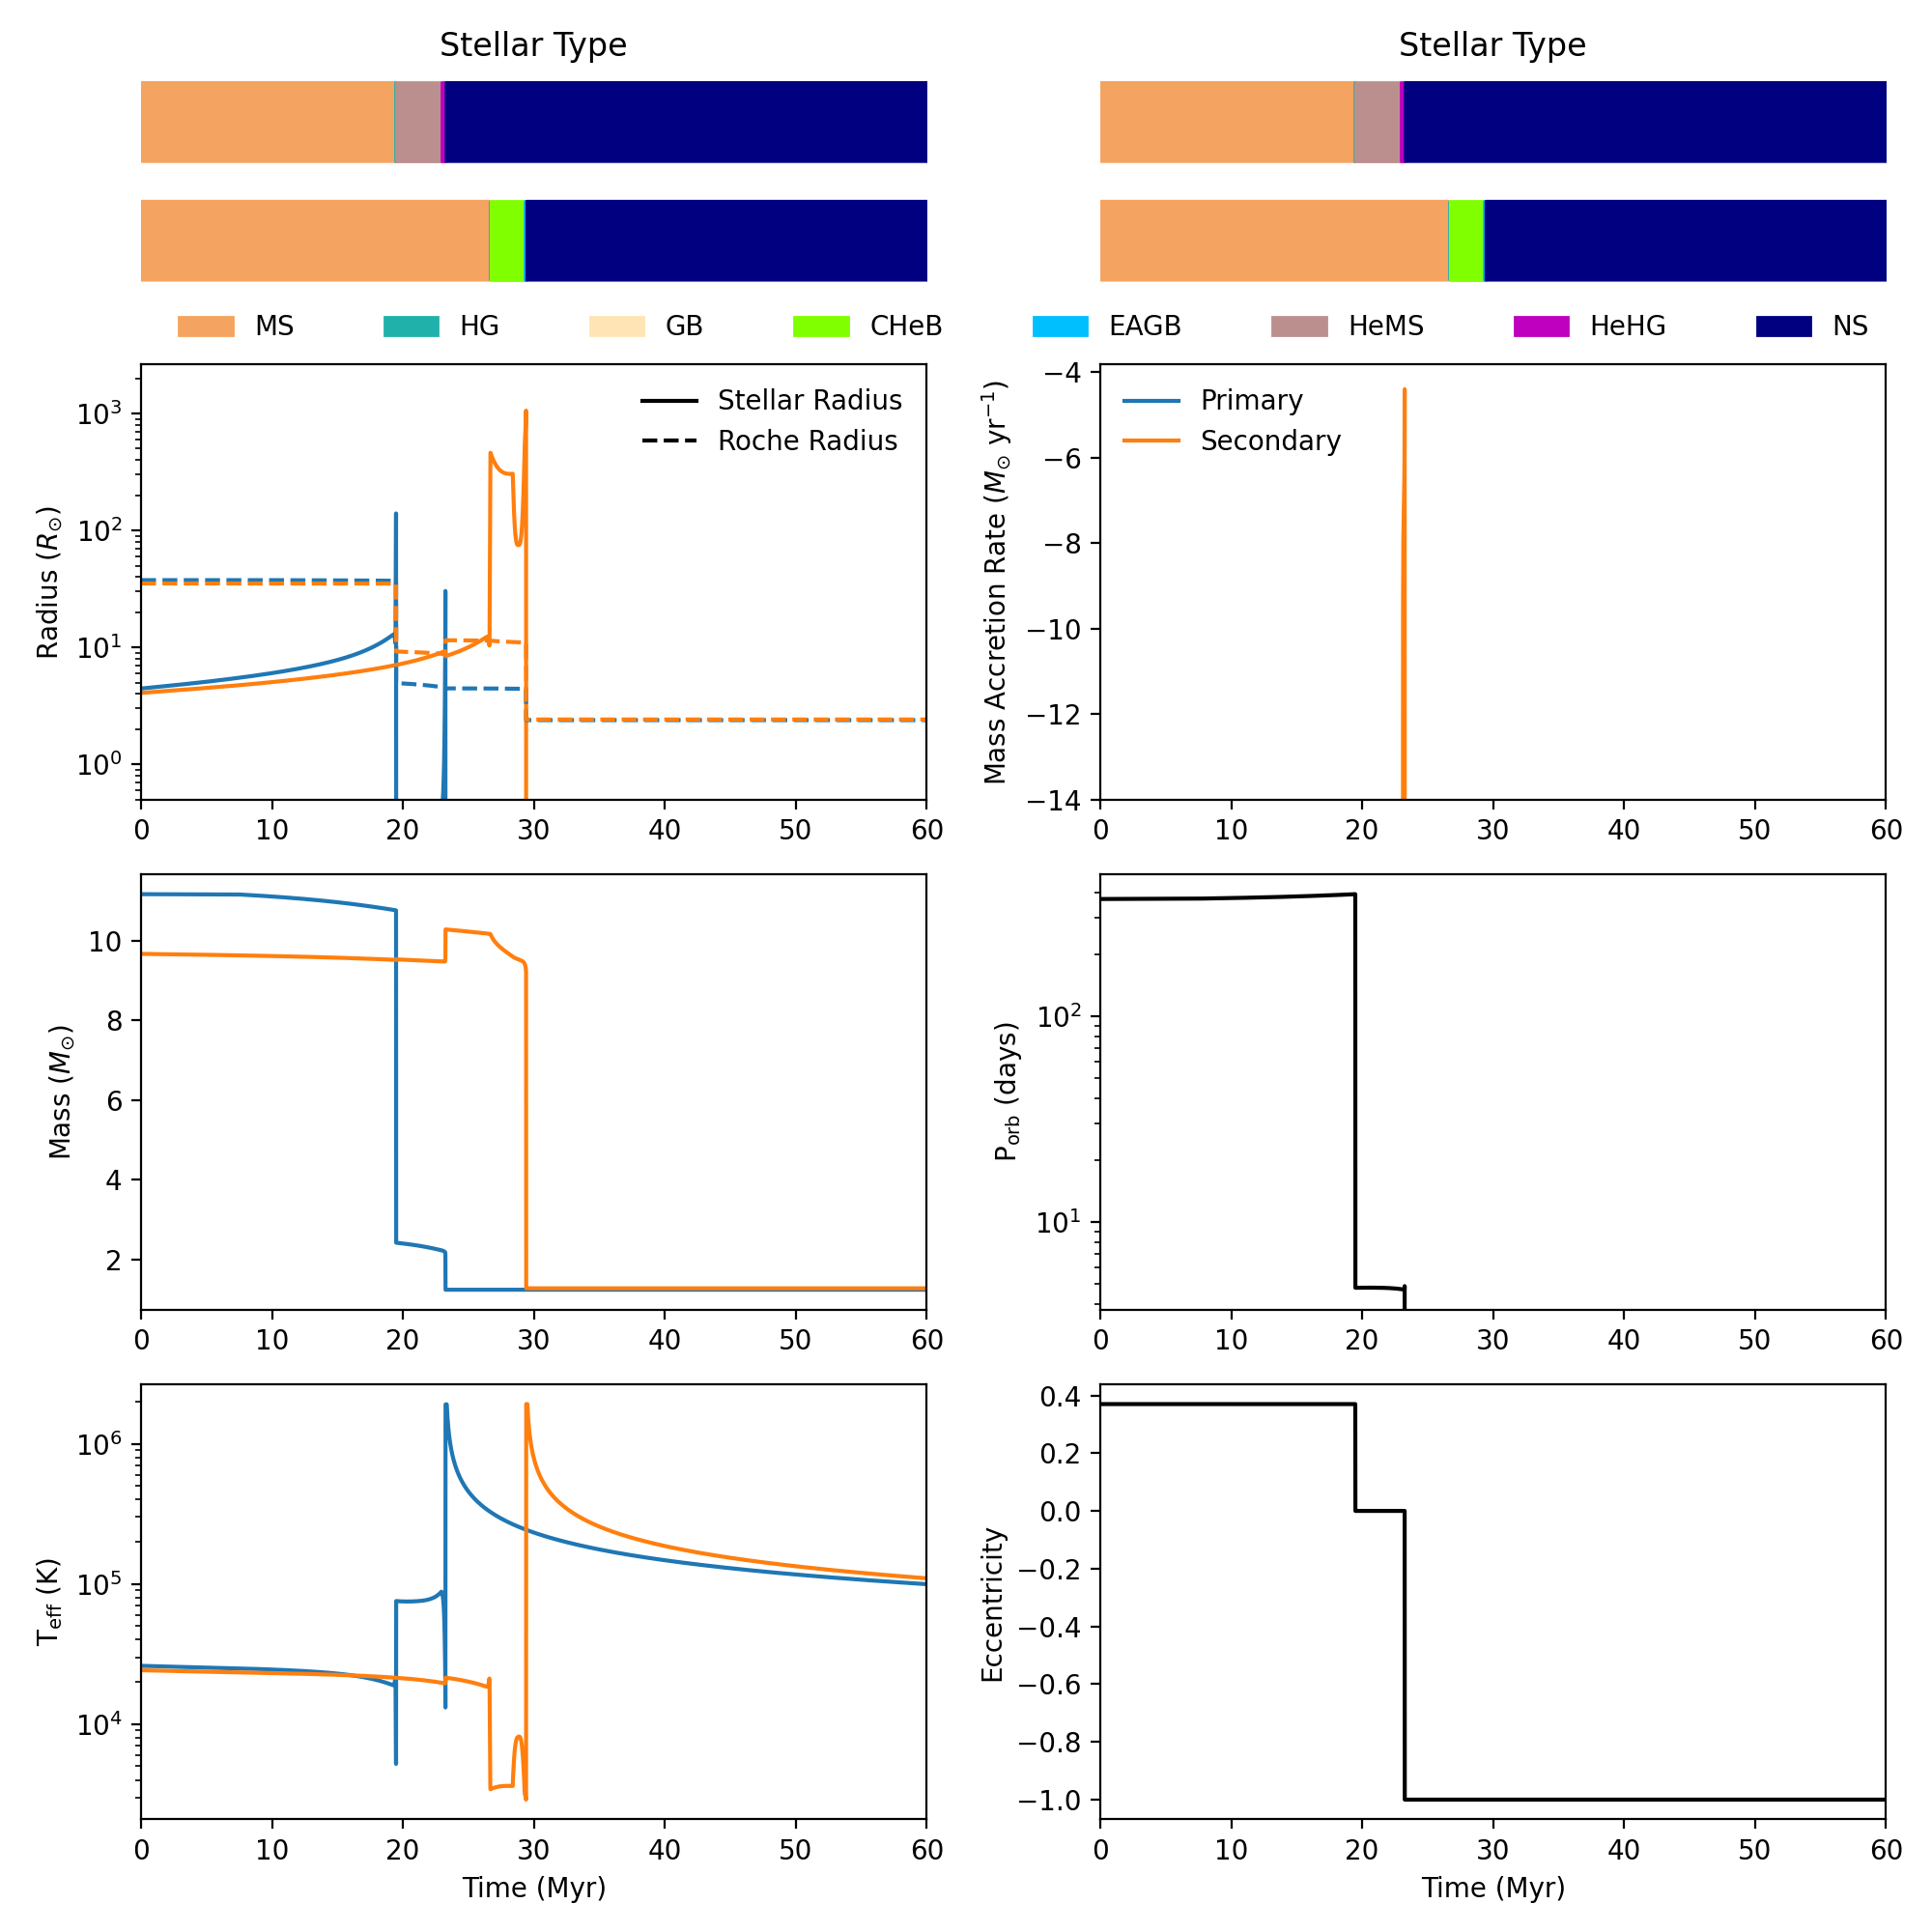 Stellar Type
Stellar Type
MS HG GB CHeB EAGB HeMS HeHG NS
Radius (R☉)
10³
10²
10¹
10⁰
Stellar Radius
Roche Radius
0 10 20 30 40 50 60
Mass Accretion Rate (M☉ yr⁻¹)
−4
−6
−8
−10
−12
−14
Primary
Secondary
0 10 20 30 40 50 60
Mass (M☉)
10
8
6
4
2
0 10 20 30 40 50 60
P_orb (days)
10²
10¹
0 10 20 30 40 50 60
T_eff (K)
10⁶
10⁵
10⁴
0 10 20 30 40 50 60
Time (Myr)
Eccentricity
0.4
0.2
0.0
−0.2
−0.4
−0.6
−0.8
−1.0
0 10 20 30 40 50 60
Time (Myr)